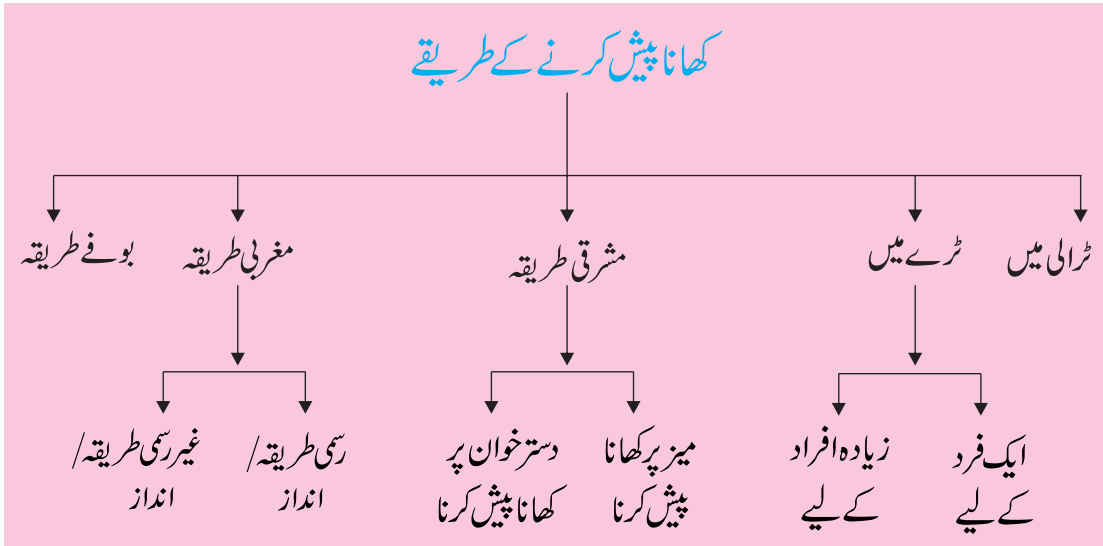 کھانا پیش کرنے کے طریقے
ٹرالی میں
ٹرے میں
مشرقی طریقہ
مغربی طریقہ
بوفے طریقہ
ایک فرد
کے لیے
زیادہ افراد
کے لیے
میز پر کھانا
پیش کرنا
دسترخوان پر
کھانا پیش کرنا
رسمی طریقہ/
انداز
غیر رسمی طریقہ/
انداز